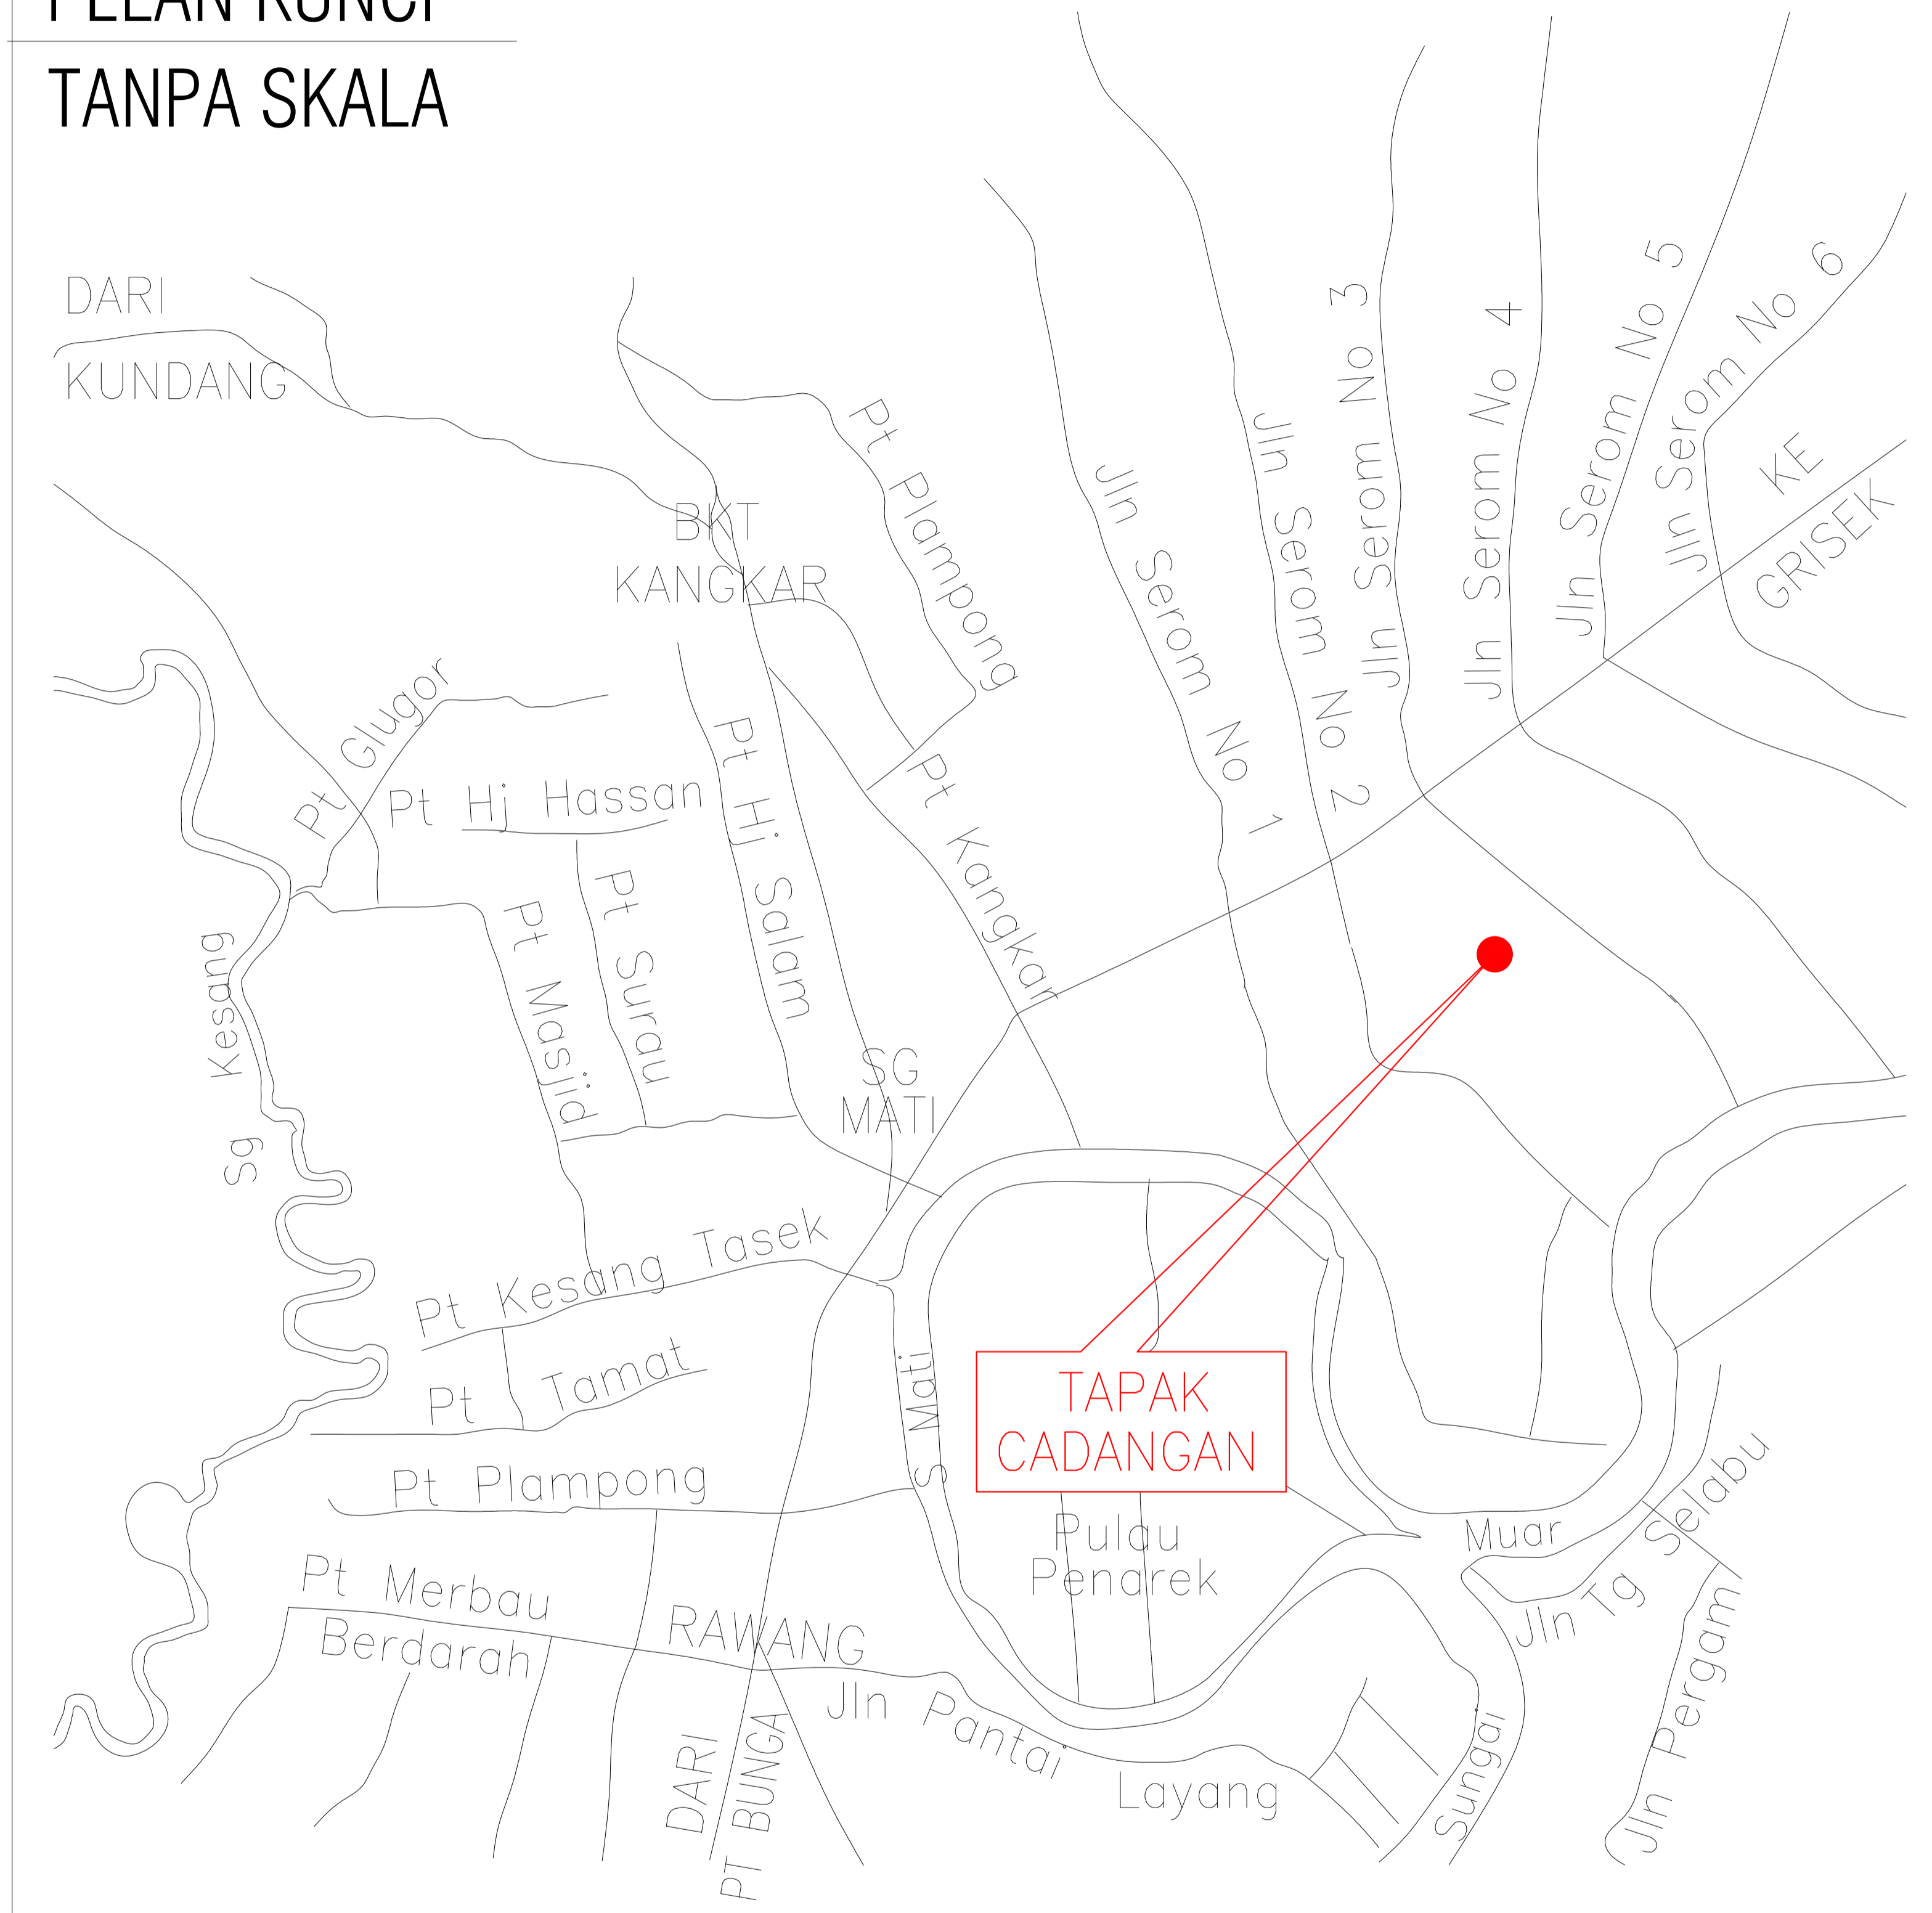 PELAN KUNCI
TANPA SKALA
DARI
KUNDANG
BKT
KANGKAR
Pt Plampong
Jln Serom No 1
Jln Serom No 2
Jln Serom No 3
Jln Serom No 4
Jln Serom No 5
Jln Serom No 6
KE
GRISEK
Pt Gluar
Pt Hj Hassan
Pt Hj. Salam
Pt Kangkar
Pt Masjid
Pt Surau
SG
MATI
sg Kesang
Pt Kesang Tasek
Pt Tamat
Pt Plampong
Pt Merbau
Berdarah
RAWANG
Jln Pantai
Layang
DARI
PT BUNGA
Sg Mati
TAPAK
CADANGAN
Pulau
Penarek
Sungai Muar
Jln Tg Selabu
Jln Pergam